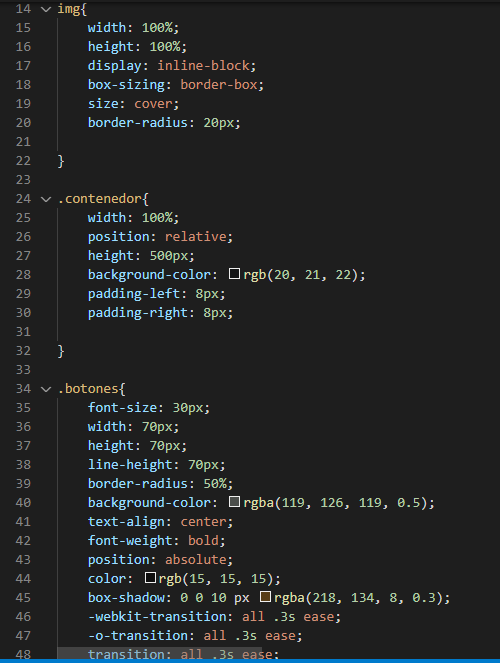 14 img{
15 width: 100%;
16 height: 100%;
17 display: inline-block;
18 box-sizing: border-box;
19 size: cover;
20 border-radius: 20px;
21
22 }
23
24 .contenedor{
25 width: 100%;
26 position: relative;
27 height: 500px;
28 background-color: rgb(20, 21, 22);
29 padding-left: 8px;
30 padding-right: 8px;
31
32 }
33
34 .botones{
35 font-size: 30px;
36 width: 70px;
37 height: 70px;
38 line-height: 70px;
39 border-radius: 50%;
40 background-color: rgba(119, 126, 119, 0.5);
41 text-align: center;
42 font-weight: bold;
43 position: absolute;
44 color: rgb(15, 15, 15);
45 box-shadow: 0 0 10 px rgba(218, 134, 8, 0.3);
46 -webkit-transition: all .3s ease;
47 -o-transition: all .3s ease;
48 transition: all .3s ease;